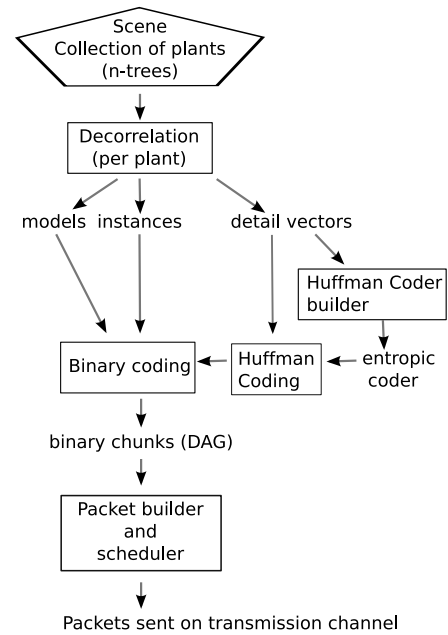 Scene
Collection of plants
(n-trees)
Decorrelation
(per plant)
models instances detail vectors
Huffman Coder
builder
Binary coding
Huffman
Coding
entropic
coder
binary chunks (DAG)
Packet builder
and
scheduler
Packets sent on transmission channel